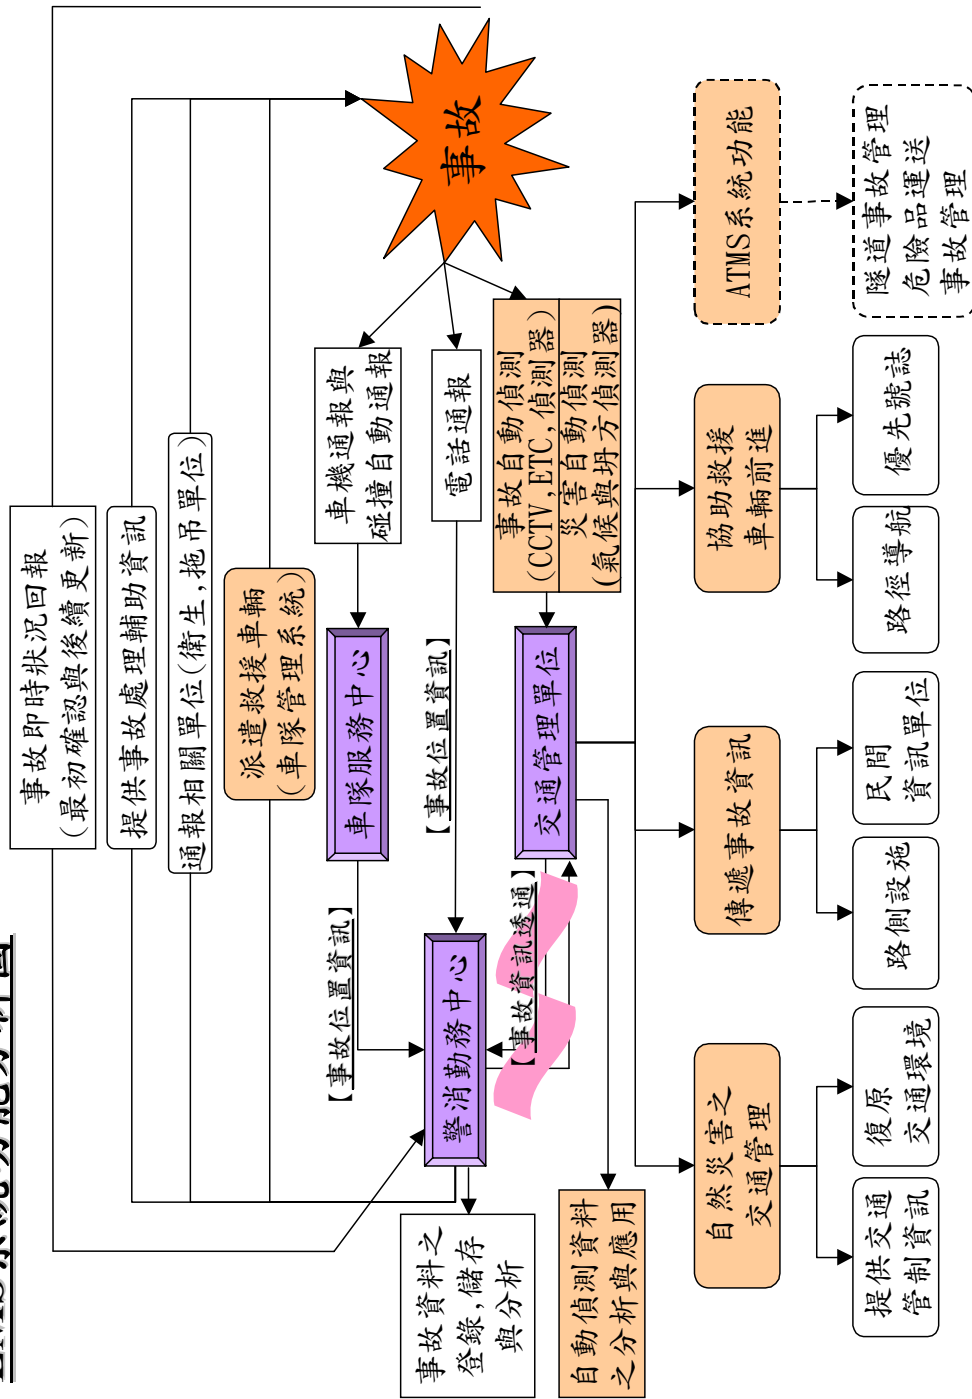 EMS系統功能分析圖
事故即時狀況回報
(最初確認與後續更新)
提供事故處理輔助資訊
通報相關單位(衛生,拖吊單位)
派遣救援車輛
(車隊管理系統)
事故
車機通報與
碰撞自動通報
電話通報
事故自動偵測
(CCTV,ETC,偵測器)
災害自動偵測
(氣候與坍方偵測器)
車隊服務中心
【事故位置資訊】
【事故位置資訊】
交通管理單位
警消勤務中心
【事故資訊透通】
事故資料之
登錄,儲存
與分析
自動偵測資料
之分析與應用
自然災害之
交通管理
傳遞事故資訊
協助救援
車輛前進
ATMS系統功能
提供交通
管制資訊
復原
交通環境
路側設施
民間
資訊單位
路徑導航
優先號誌
隧道事故管理
危險品運送
事故管理